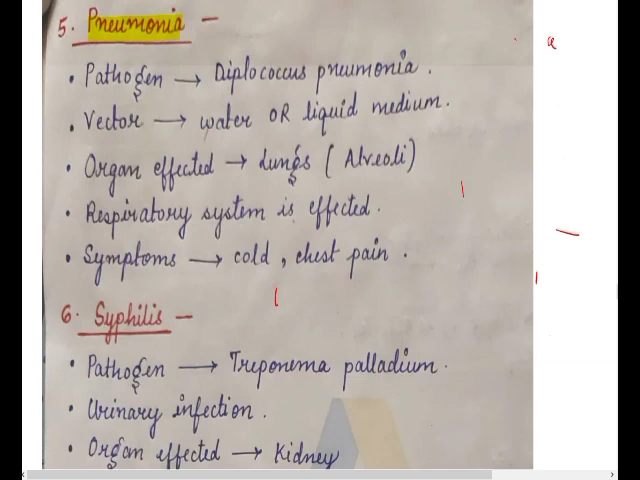 5. Pneumonia -
• Pathogen → Diplococcus pneumonia.
• Vector → water OR liquid medium.
• Organ effected → lungs (Alveoli)
• Respiratory system is effected.
• Symptoms → cold, chest pain.
6. Syphilis -
• Pathogen → Treponema palladium.
• Urinary infection.
• Organ effected → Kidney